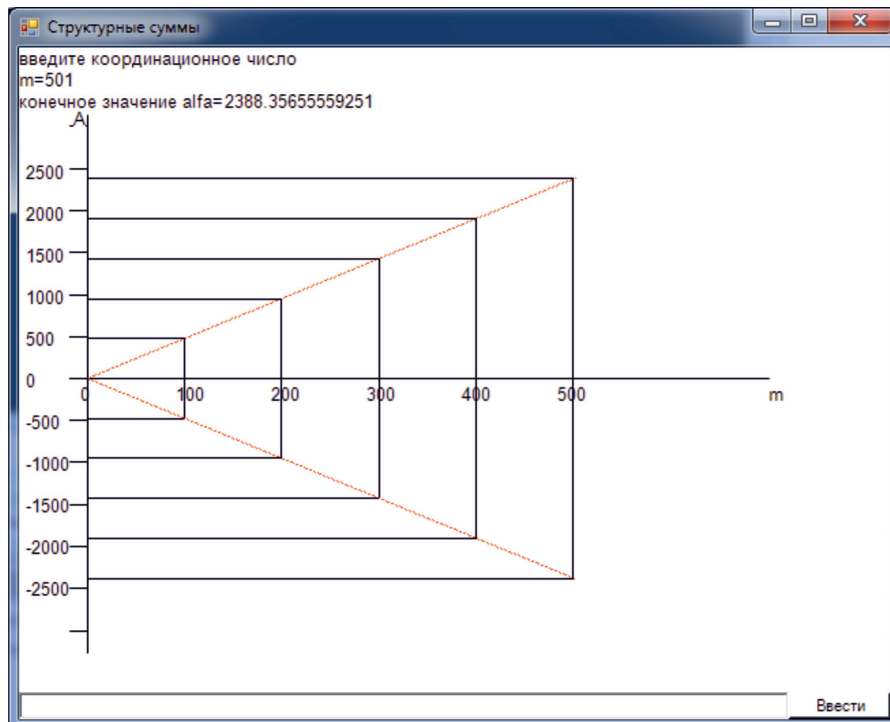 Структурные суммы
введите координационное число
m=501
конечное значение alfa=2388.35655559251
A
2500
2000
1500
1000
500
0
0 100 200 300 400 500 m
-500
-1000
-1500
-2000
-2500
Ввести